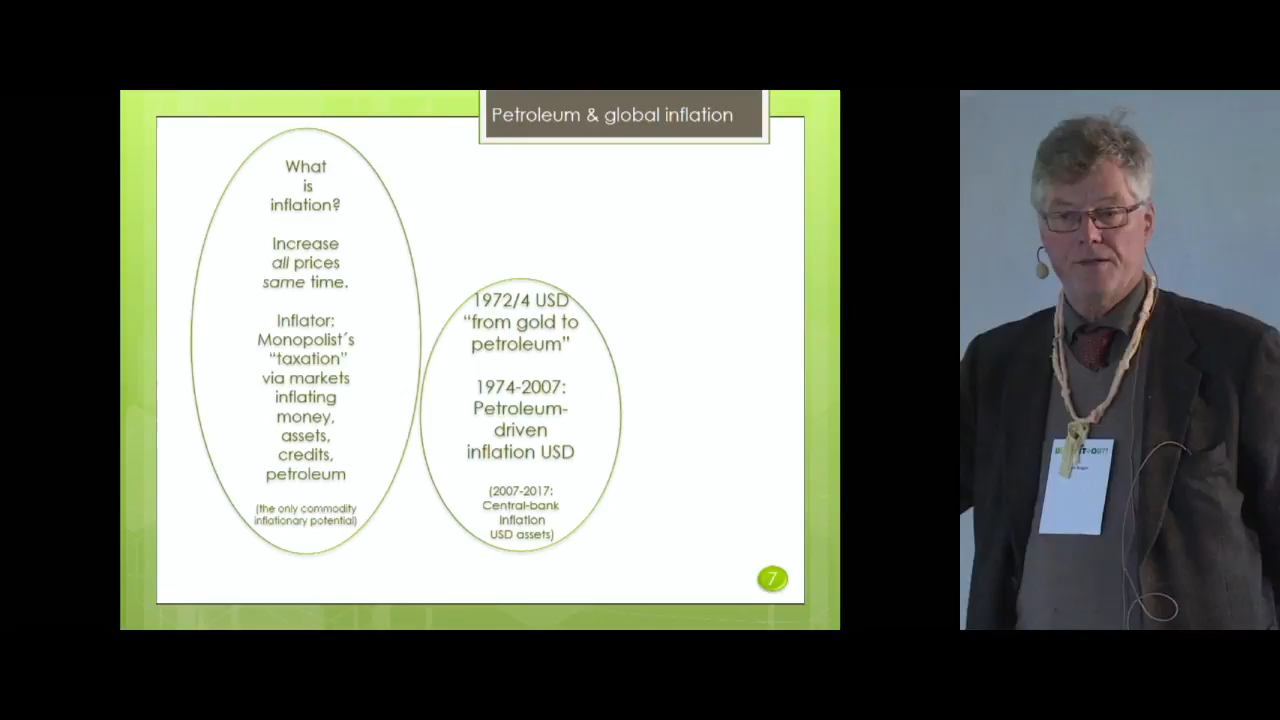 Petroleum & global inflation
What
is
inflation?
Increase
all prices
same time.
Inflator:
Monopolist´s
“taxation”
via markets
inflating
money,
assets,
credits,
petroleum
(the only commodity
inflationary potential)
1972/4 USD
“from gold to
petroleum”
1974-2007:
Petroleum-
driven
inflation USD
(2007-2017:
Central-bank
Inflation
USD assets)
7